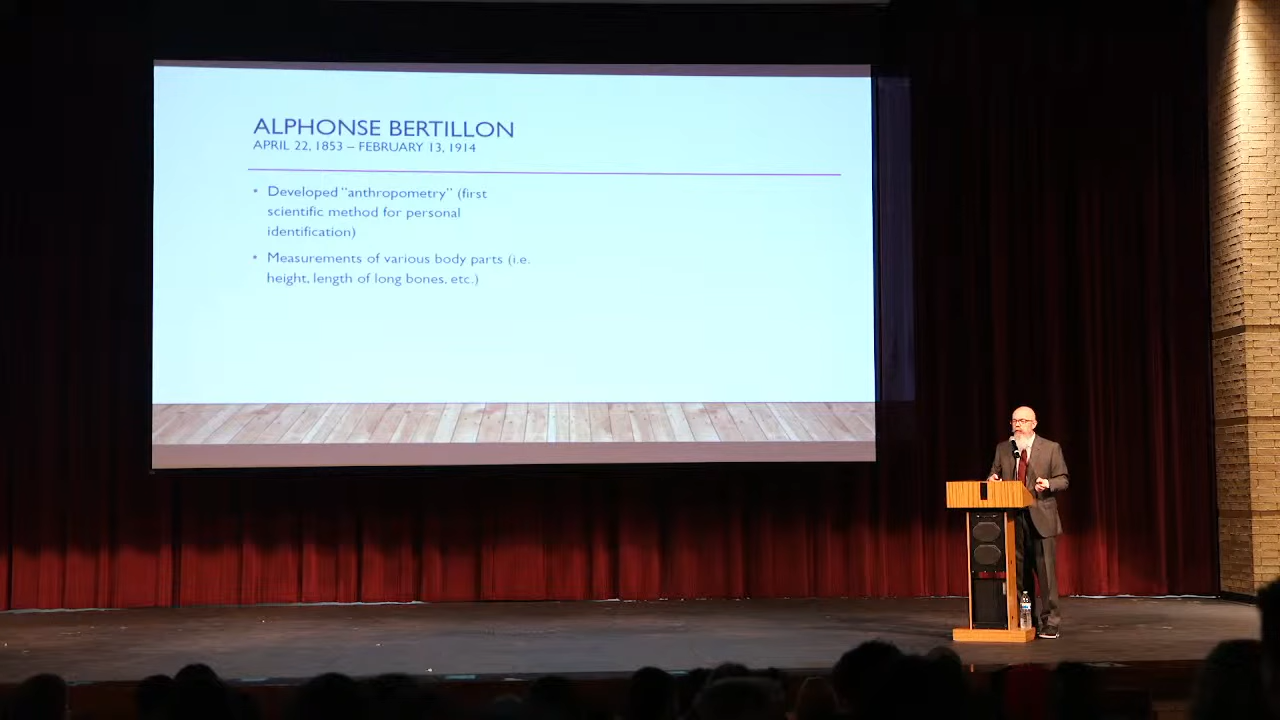 ALPHONSE BERTILLON
APRIL 22, 1853 – FEBRUARY 13, 1914
• Developed "anthropometry" (first
scientific method for personal
identification)
• Measurements of various body parts (i.e.
height, length of long bones, etc.)